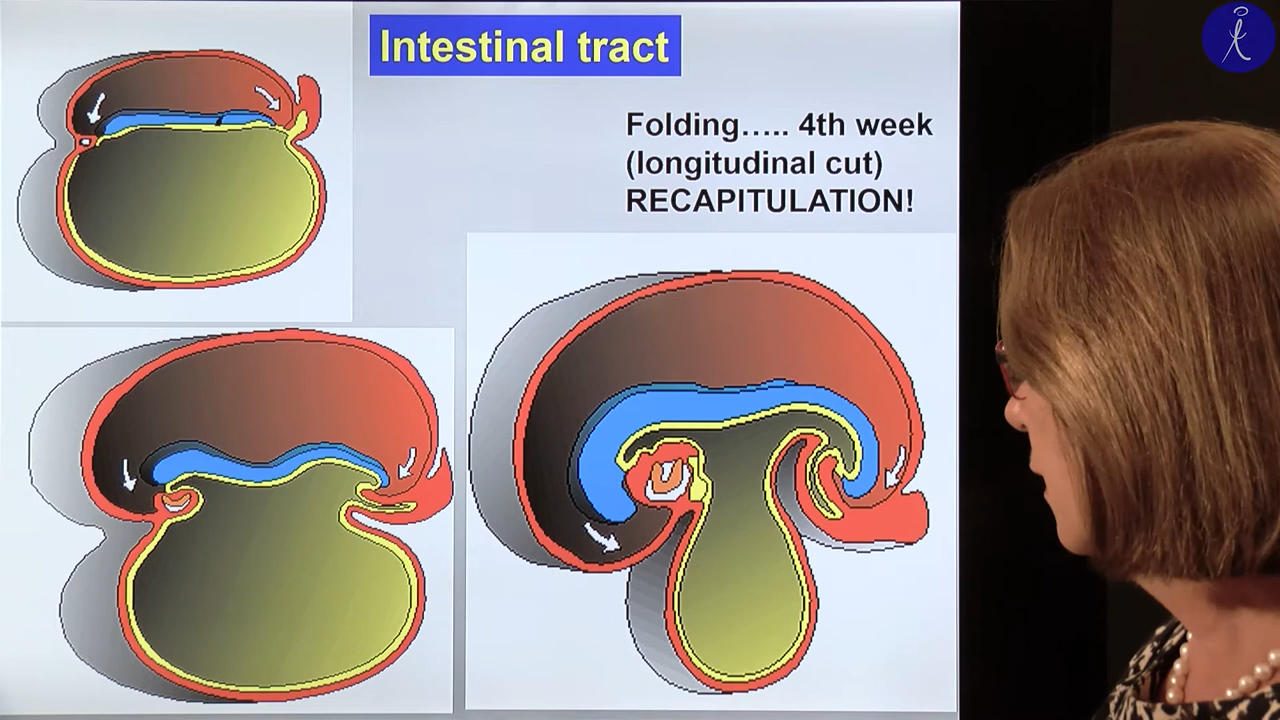 Intestinal tract
Folding….. 4th week
(longitudinal cut)
RECAPITULATION!